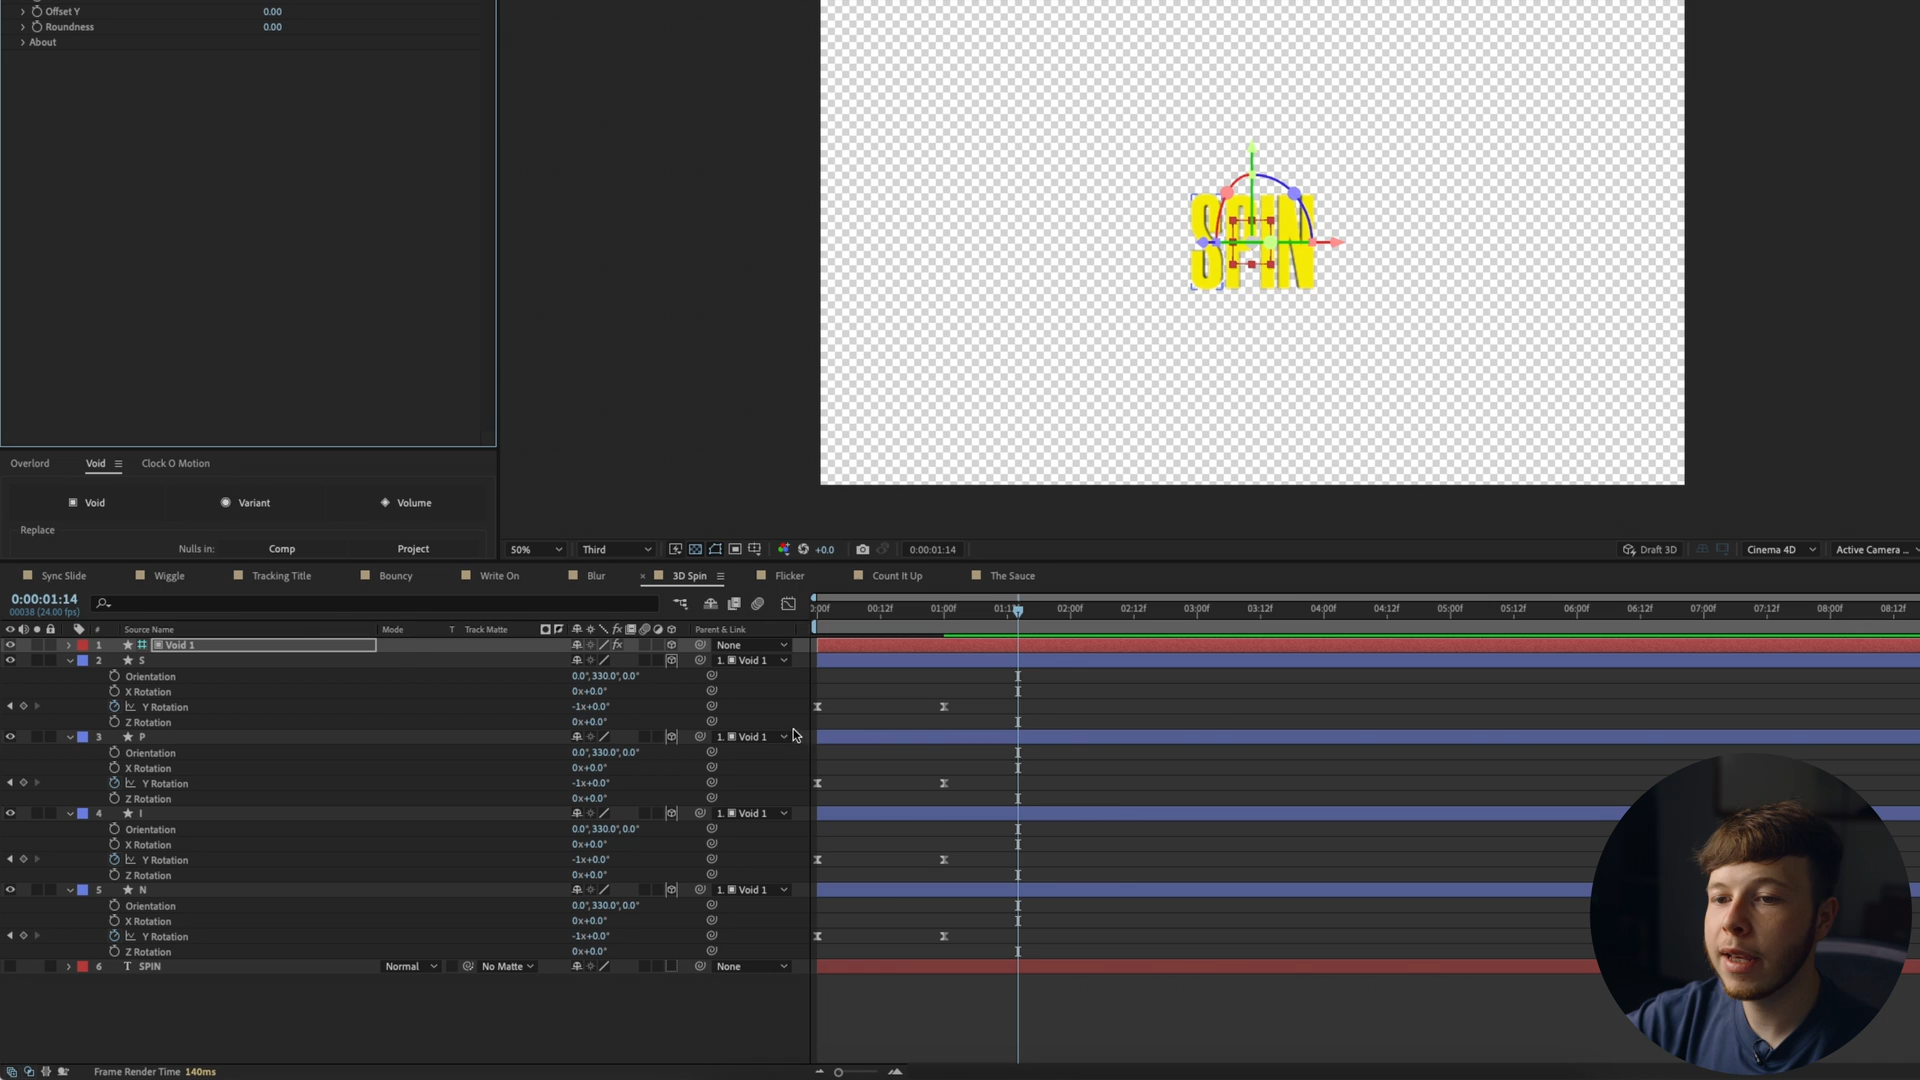 Offset Y 0.00
Roundness 0.00
About
SPIN
Overlord Void Clock O Motion
Void Variant Volume
Replace
Nulls in: Comp Project
50% Third +0.0 0:00:01:14 Draft 3D Cinema 4D Active Camera ...
Sync Slide Wiggle Tracking Title Bouncy Write On Blur × 3D Spin Flicker Count It Up The Sauce
0:00:01:14
00038 (24.00 fps)
:00f 00:12f 01:00f 01:12f 02:00f 02:12f 03:00f 03:12f 04:00f 04:12f 05:00f 05:12f 06:00f 06:12f 07:00f 07:12f 08:00f 08:12f
# Source Name Mode T Track Matte fx Parent & Link
1 Void 1 fx None
2 S 1. Void 1
Orientation 0.0°, 330.0°, 0.0°
X Rotation 0x+0.0°
Y Rotation -1x+0.0°
Z Rotation 0x+0.0°
3 P 1. Void 1
Orientation 0.0°, 330.0°, 0.0°
X Rotation 0x+0.0°
Y Rotation -1x+0.0°
Z Rotation 0x+0.0°
4 I 1. Void 1
Orientation 0.0°, 330.0°, 0.0°
X Rotation 0x+0.0°
Y Rotation -1x+0.0°
Z Rotation 0x+0.0°
5 N 1. Void 1
Orientation 0.0°, 330.0°, 0.0°
X Rotation 0x+0.0°
Y Rotation -1x+0.0°
Z Rotation 0x+0.0°
6 T SPIN Normal No Matte None
Frame Render Time 140ms